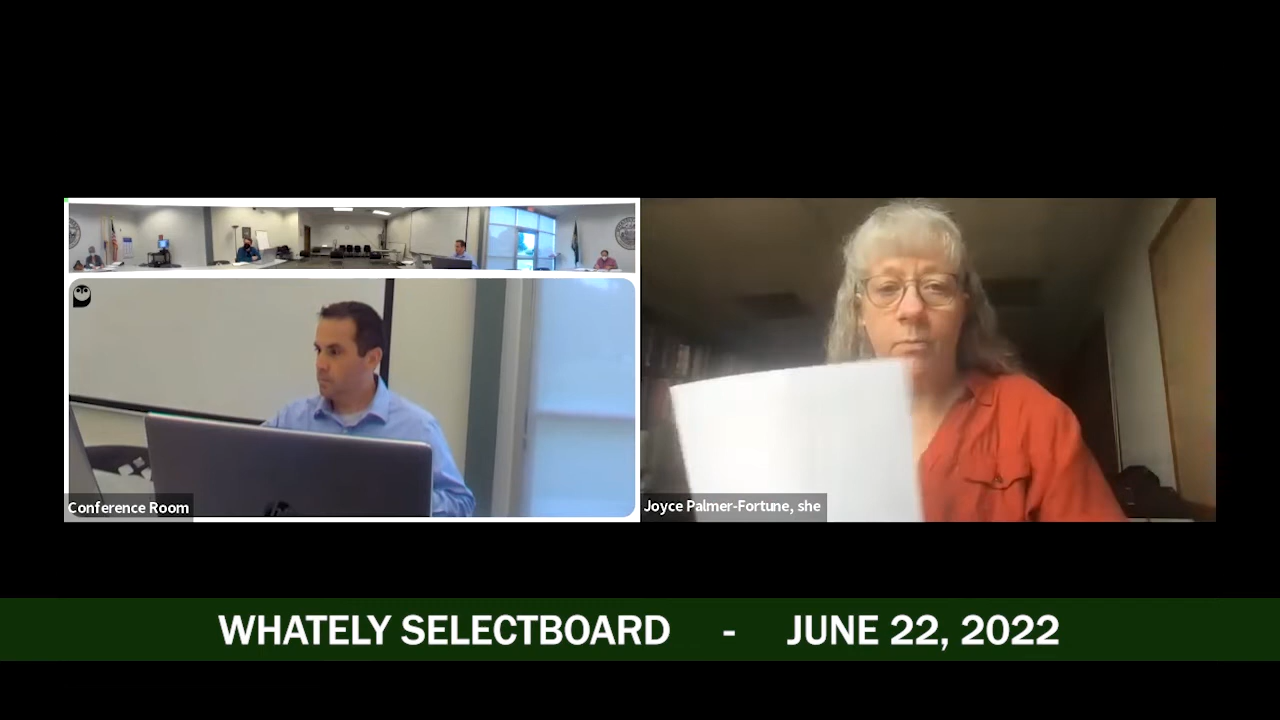 Conference Room
Joyce Palmer-Fortune, she
WHATELY SELECTBOARD - JUNE 22, 2022